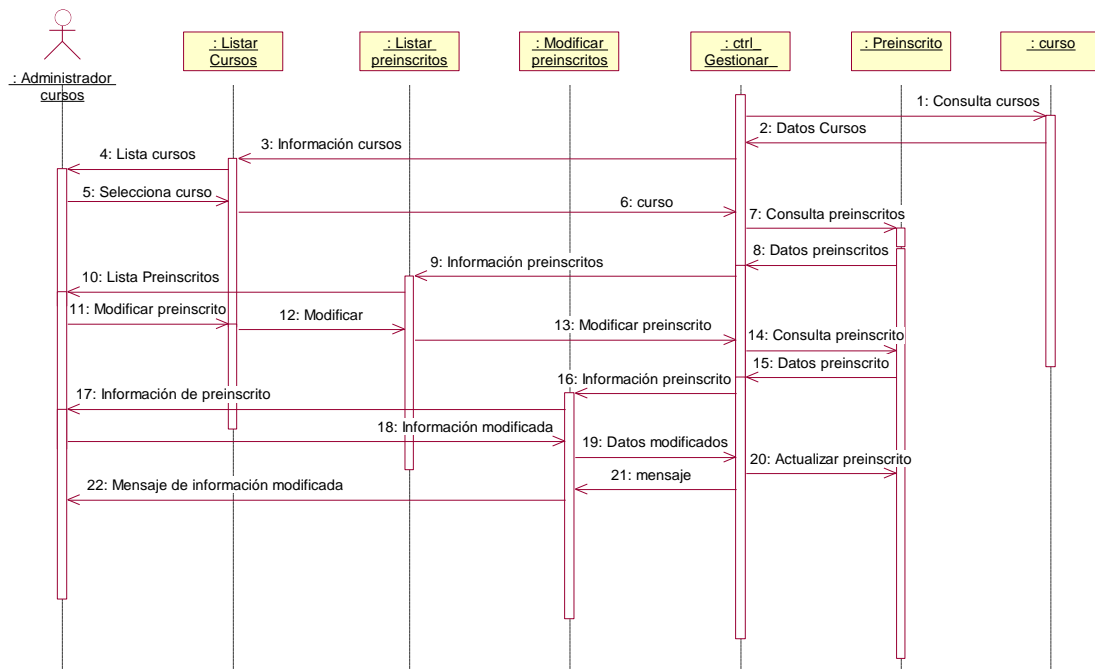 : Administrador
cursos
: Listar
Cursos
: Listar
preinscritos
: Modificar
preinscritos
: ctrl_
Gestionar_
: Preinscrito
: curso
1: Consulta cursos
2: Datos Cursos
3: Información cursos
4: Lista cursos
5: Selecciona curso
6: curso
7: Consulta preinscritos
8: Datos preinscritos
9: Información preinscritos
10: Lista Preinscritos
11: Modificar preinscrito
12: Modificar
13: Modificar preinscrito
14: Consulta preinscrito
15: Datos preinscrito
16: Información preinscrito
17: Información de preinscrito
18: Información modificada
19: Datos modificados
20: Actualizar preinscrito
21: mensaje
22: Mensaje de información modificada